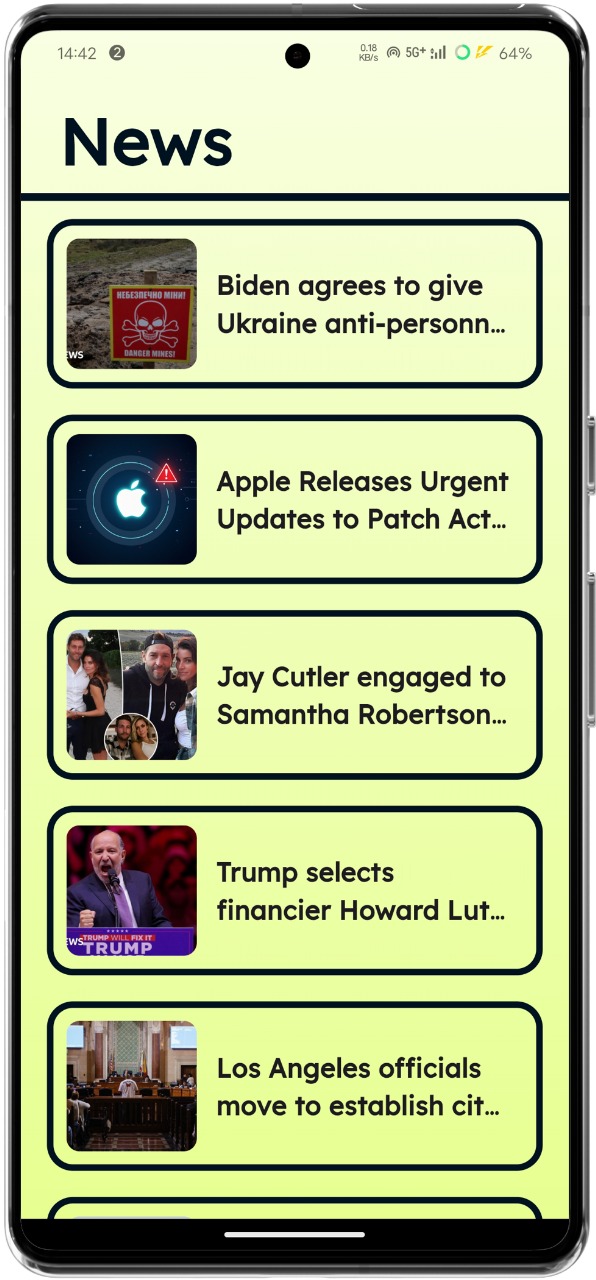 14:42
2
0.18
KB/s
5G+
64%
News
НЕБЕЗПЕЧНО МІНИ!
DANGER MINES!
EWS
Biden agrees to give
Ukraine anti-personn...
Apple Releases Urgent
Updates to Patch Act...
Jay Cutler engaged to
Samantha Robertson...
EWS
TRUMP WILL FIX IT
TRUMP
Trump selects
financier Howard Lut...
Los Angeles officials
move to establish cit...